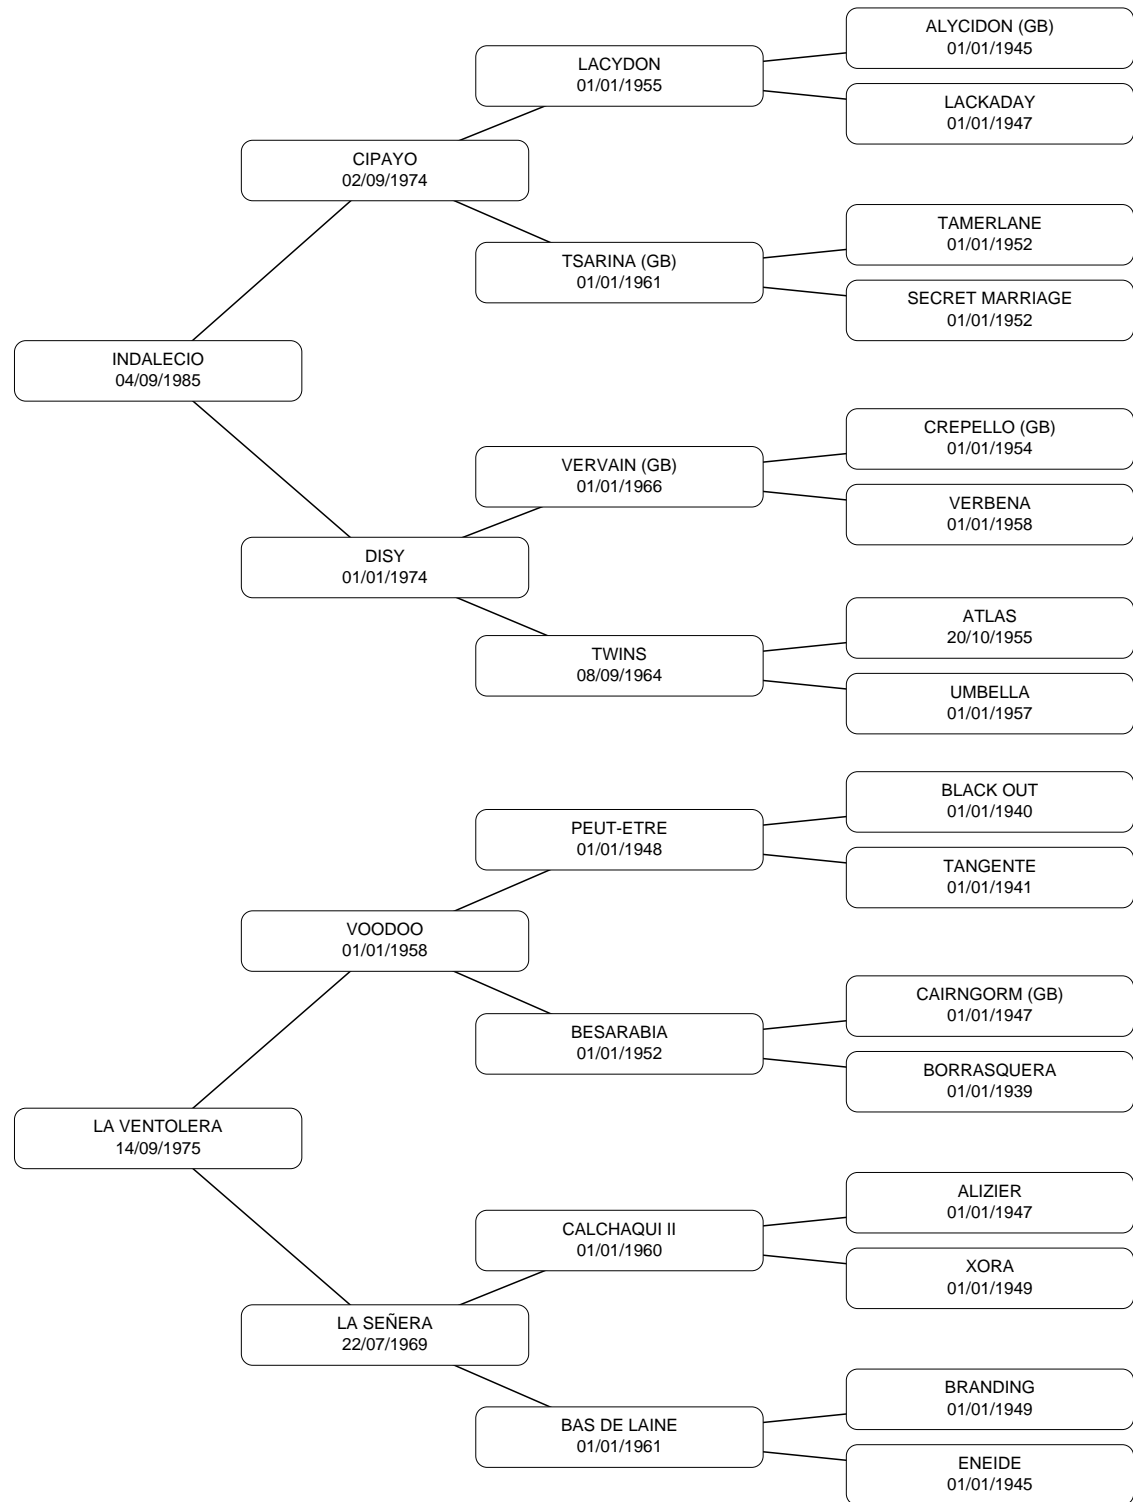 ALYCIDON (GB)
01/01/1945
LACYDON
01/01/1955
LACKADAY
01/01/1947
CIPAYO
02/09/1974
TAMERLANE
01/01/1952
TSARINA (GB)
01/01/1961
SECRET MARRIAGE
01/01/1952
INDALECIO
04/09/1985
CREPELLO (GB)
01/01/1954
VERVAIN (GB)
01/01/1966
VERBENA
01/01/1958
DISY
01/01/1974
ATLAS
20/10/1955
TWINS
08/09/1964
UMBELLA
01/01/1957
BLACK OUT
01/01/1940
PEUT-ETRE
01/01/1948
TANGENTE
01/01/1941
VOODOO
01/01/1958
CAIRNGORM (GB)
01/01/1947
BESARABIA
01/01/1952
BORRASQUERA
01/01/1939
LA VENTOLERA
14/09/1975
ALIZIER
01/01/1947
CALCHAQUI II
01/01/1960
XORA
01/01/1949
LA SEÑERA
22/07/1969
BRANDING
01/01/1949
BAS DE LAINE
01/01/1961
ENEIDE
01/01/1945